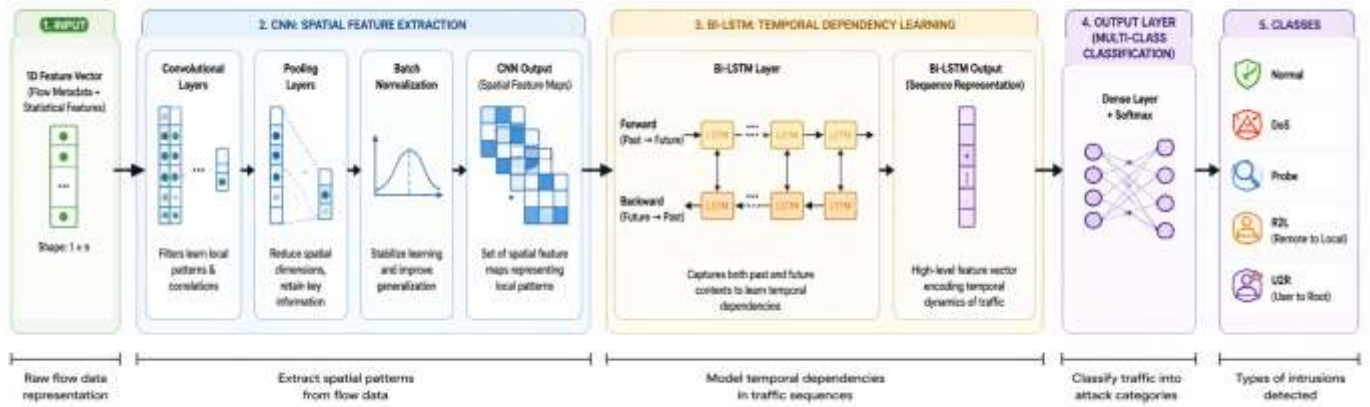 1. INPUT
1D Feature Vector
(Flow Metadata +
Statistical Features)
...
Shape: 1 × n
2. CNN: SPATIAL FEATURE EXTRACTION
Convolutional
Layers
...
Filters learn local
patterns &
correlations
Pooling
Layers
Reduce spatial
dimensions,
retain key
information
Batch
Normalization
Stabilize learning
and improve
generalization
CNN Output
(Spatial Feature Maps)
Set of spatial feature
maps representing
local patterns
3. BI-LSTM: TEMPORAL DEPENDENCY LEARNING
Bi-LSTM Layer
Forward
(Past → Future)
LSTM
...
LSTM
LSTM
Backward
(Future → Past)
LSTM
...
LSTM
LSTM
Captures both past and future
contexts to learn temporal
dependencies
Bi-LSTM Output
(Sequence Representation)
High-level feature vector
encoding temporal
dynamics of traffic
4. OUTPUT LAYER
(MULTI-CLASS
CLASSIFICATION)
Dense Layer
+ Softmax
5. CLASSES
Normal
DoS
Probe
R2L
(Remote to Local)
U2R
(User to Root)
Raw flow data
representation
Extract spatial patterns
from flow data
Model temporal dependencies
in traffic sequences
Classify traffic into
attack categories
Types of intrusions
detected